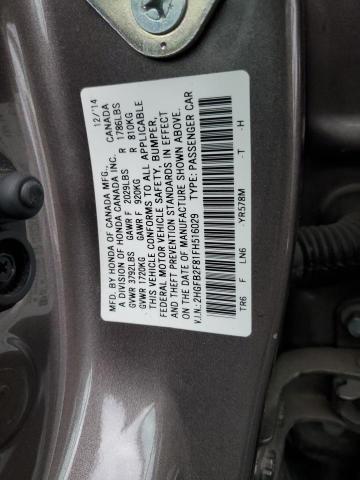 MFD. BY HONDA OF CANADA MFG. 12/14
A DIVISION OF HONDA CANADA INC. CANADA
GVWR 3792LBS GAWR F 2029LBS R 1786LBS
GVWR 1720KG GAWR F 920KG R 810KG
THIS VEHICLE CONFORMS TO ALL APPLICABLE
FEDERAL MOTOR VEHICLE SAFETY, BUMPER,
AND THEFT PREVENTION STANDARDS IN EFFECT
ON THE DATE OF MANUFACTURE SHOWN ABOVE.
V.I.N.: 2HGFB2F81FH516029 TYPE: PASSENGER CAR
TR6 F LN6 YR578M -T -H